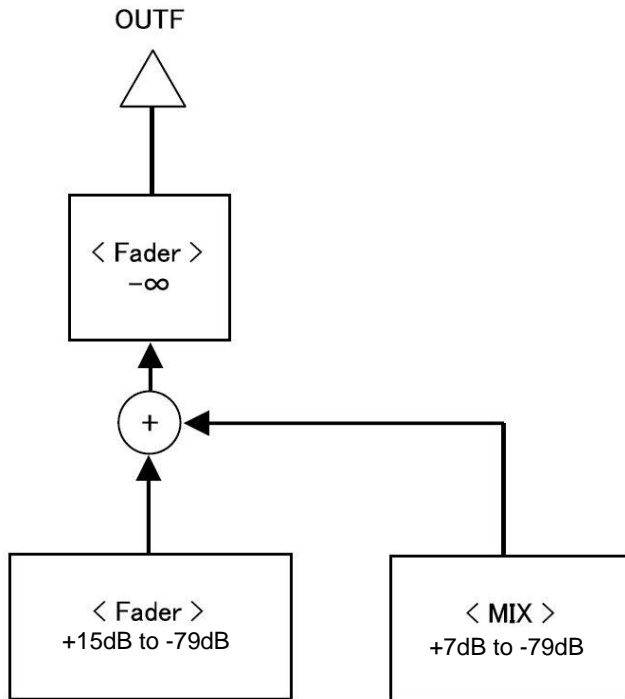 OUTF
< Fader >
-∞
+
< Fader >
+15dB to -79dB
< MIX >
+7dB to -79dB